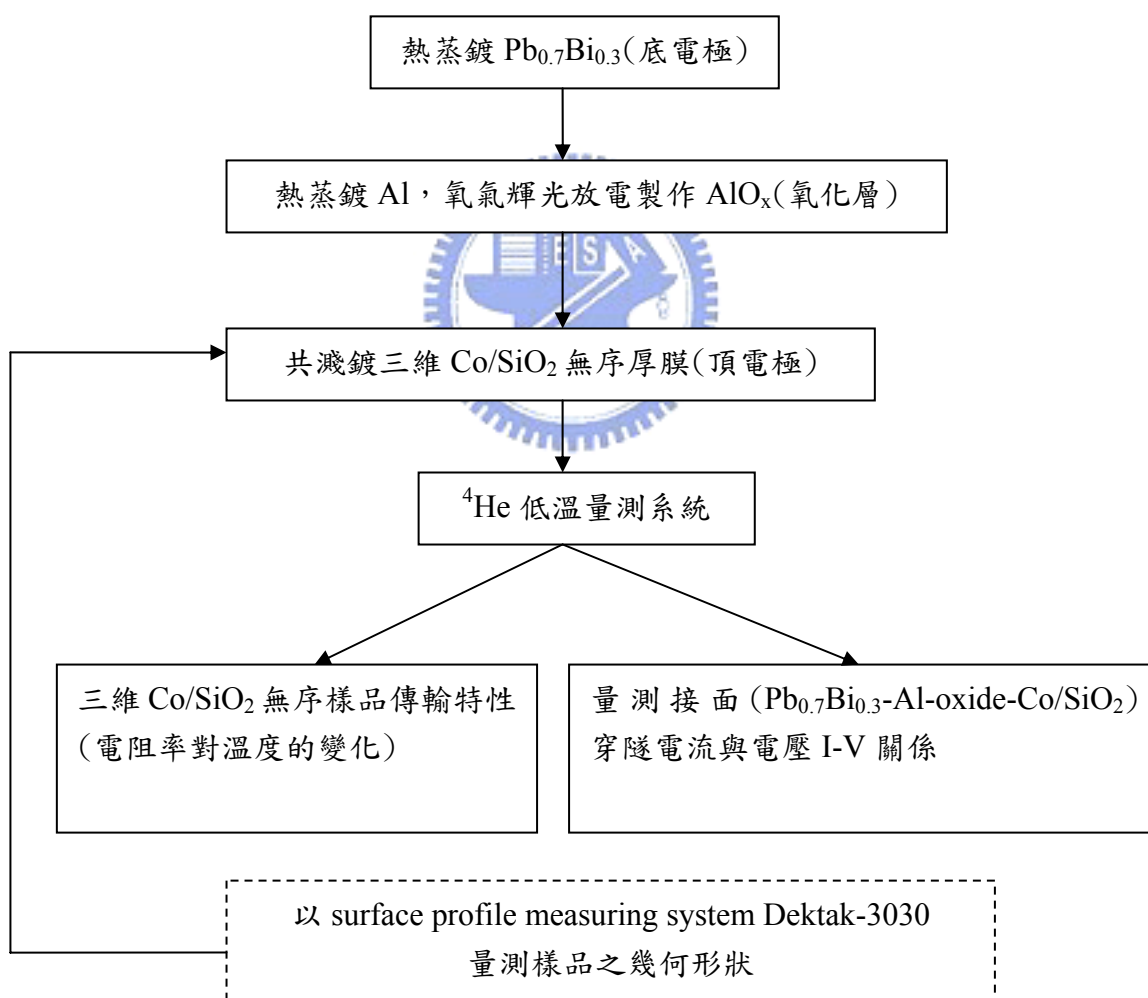 熱蒸鍍 Pb0.7Bi0.3(底電極)
熱蒸鍍 Al,氧氣輝光放電製作 AlOx(氧化層)
ESA
共濺鍍三維 Co/SiO2 無序厚膜(頂電極)
4He 低溫量測系統
三維 Co/SiO2 無序樣品傳輸特性
(電阻率對溫度的變化)
量測接面(Pb0.7Bi0.3-Al-oxide-Co/SiO2)
穿隧電流與電壓 I-V 關係
以 surface profile measuring system Dektak-3030
量測樣品之幾何形狀